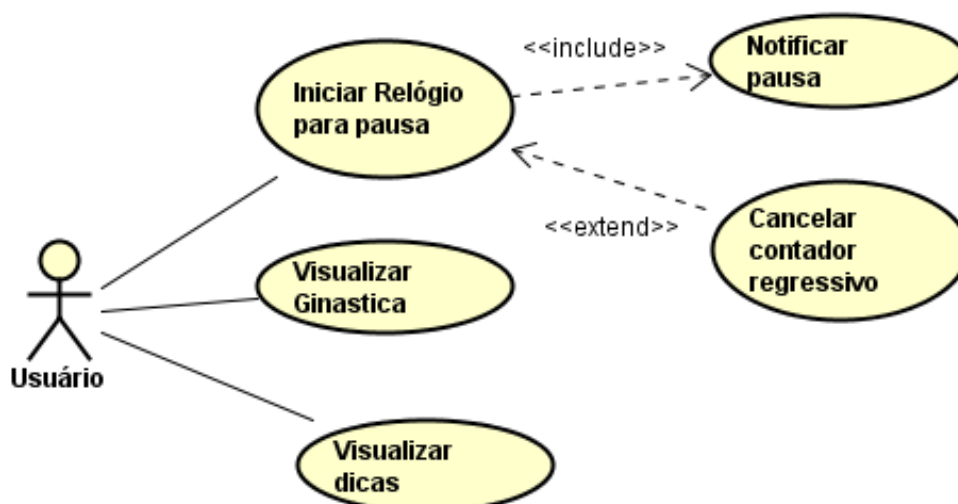 <<include>>
Notificar
pausa
Iniciar Relógio
para pausa
<<extend>>
Cancelar
contador
regressivo
Visualizar
Ginastica
Usuário
Visualizar
dicas